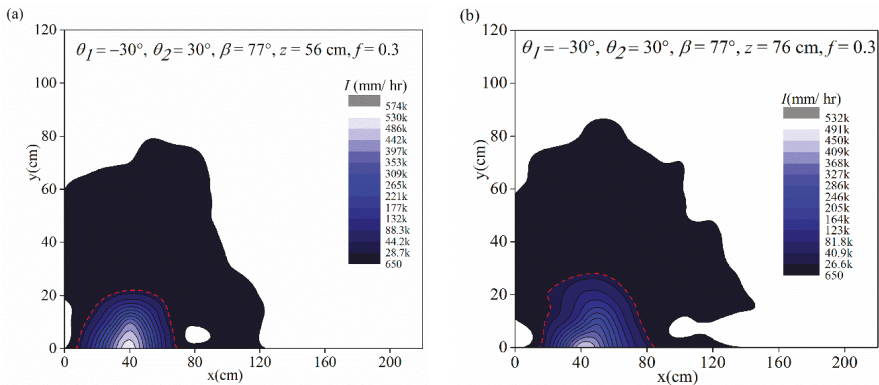 (a)
θ1 = −30°, θ2 = 30°, β = 77°, z = 56 cm, f = 0.3
I (mm/ hr)
574k
530k
486k
442k
397k
353k
309k
265k
221k
177k
132k
88.3k
44.2k
28.7k
650
y(cm)
120
100
80
60
40
20
0
0 40 80 120 160 200
x(cm)
(b)
θ1 = −30°, θ2 = 30°, β = 77°, z = 76 cm, f = 0.3
I(mm/ hr)
532k
491k
450k
409k
368k
327k
286k
246k
205k
164k
123k
81.8k
40.9k
26.6k
650
y(cm)
120
100
80
60
40
20
0
0 40 80 120 160 200
x(cm)